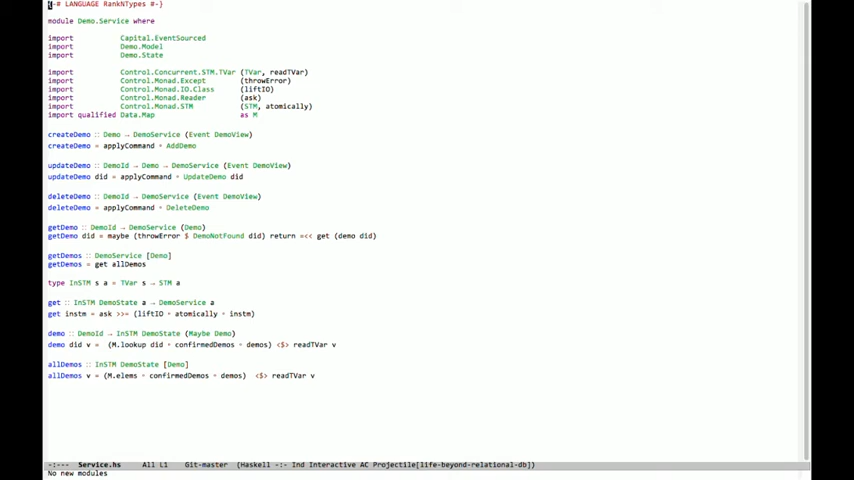 {-# LANGUAGE RankNTypes #-}
module Demo.Service where
import Capital.EventSourced
import Demo.Model
import Demo.State
import Control.Concurrent.STM.TVar (TVar, readTVar)
import Control.Monad.Except (throwError)
import Control.Monad.IO.Class (liftIO)
import Control.Monad.Reader (ask)
import Control.Monad.STM (STM, atomically)
import qualified Data.Map as M
createDemo :: Demo → DemoService (Event DemoView)
createDemo = applyCommand ∘ AddDemo
updateDemo :: DemoId → Demo → DemoService (Event DemoView)
updateDemo did = applyCommand ∘ UpdateDemo did
deleteDemo :: DemoId → DemoService (Event DemoView)
deleteDemo = applyCommand ∘ DeleteDemo
getDemo :: DemoId → DemoService (Demo)
getDemo did = maybe (throwError $ DemoNotFound did) return =<< get (demo did)
getDemos :: DemoService [Demo]
getDemos = get allDemos
type InSTM s a = TVar s → STM a
get :: InSTM DemoState a → DemoService a
get instm = ask >>= (liftIO ∘ atomically ∘ instm)
demo :: DemoId → InSTM DemoState (Maybe Demo)
demo did v = (M.lookup did ∘ confirmedDemos ∘ demos) <$> readTVar v
allDemos :: InSTM DemoState [Demo]
allDemos v = (M.elems ∘ confirmedDemos ∘ demos) <$> readTVar v
-:--- Service.hs All L1 Git-master (Haskell -:- Ind Interactive AC Projectile[life-beyond-relational-db])
No new modules